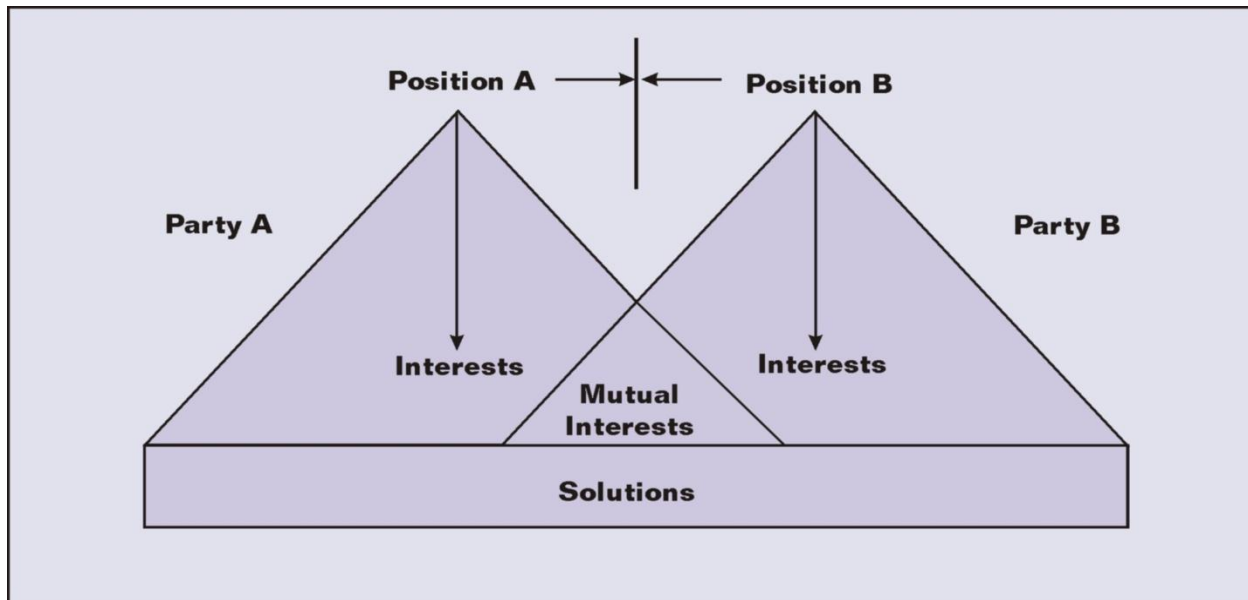 Position A
Position B
Party A
Party B
Interests
Interests
Mutual
Interests
Solutions